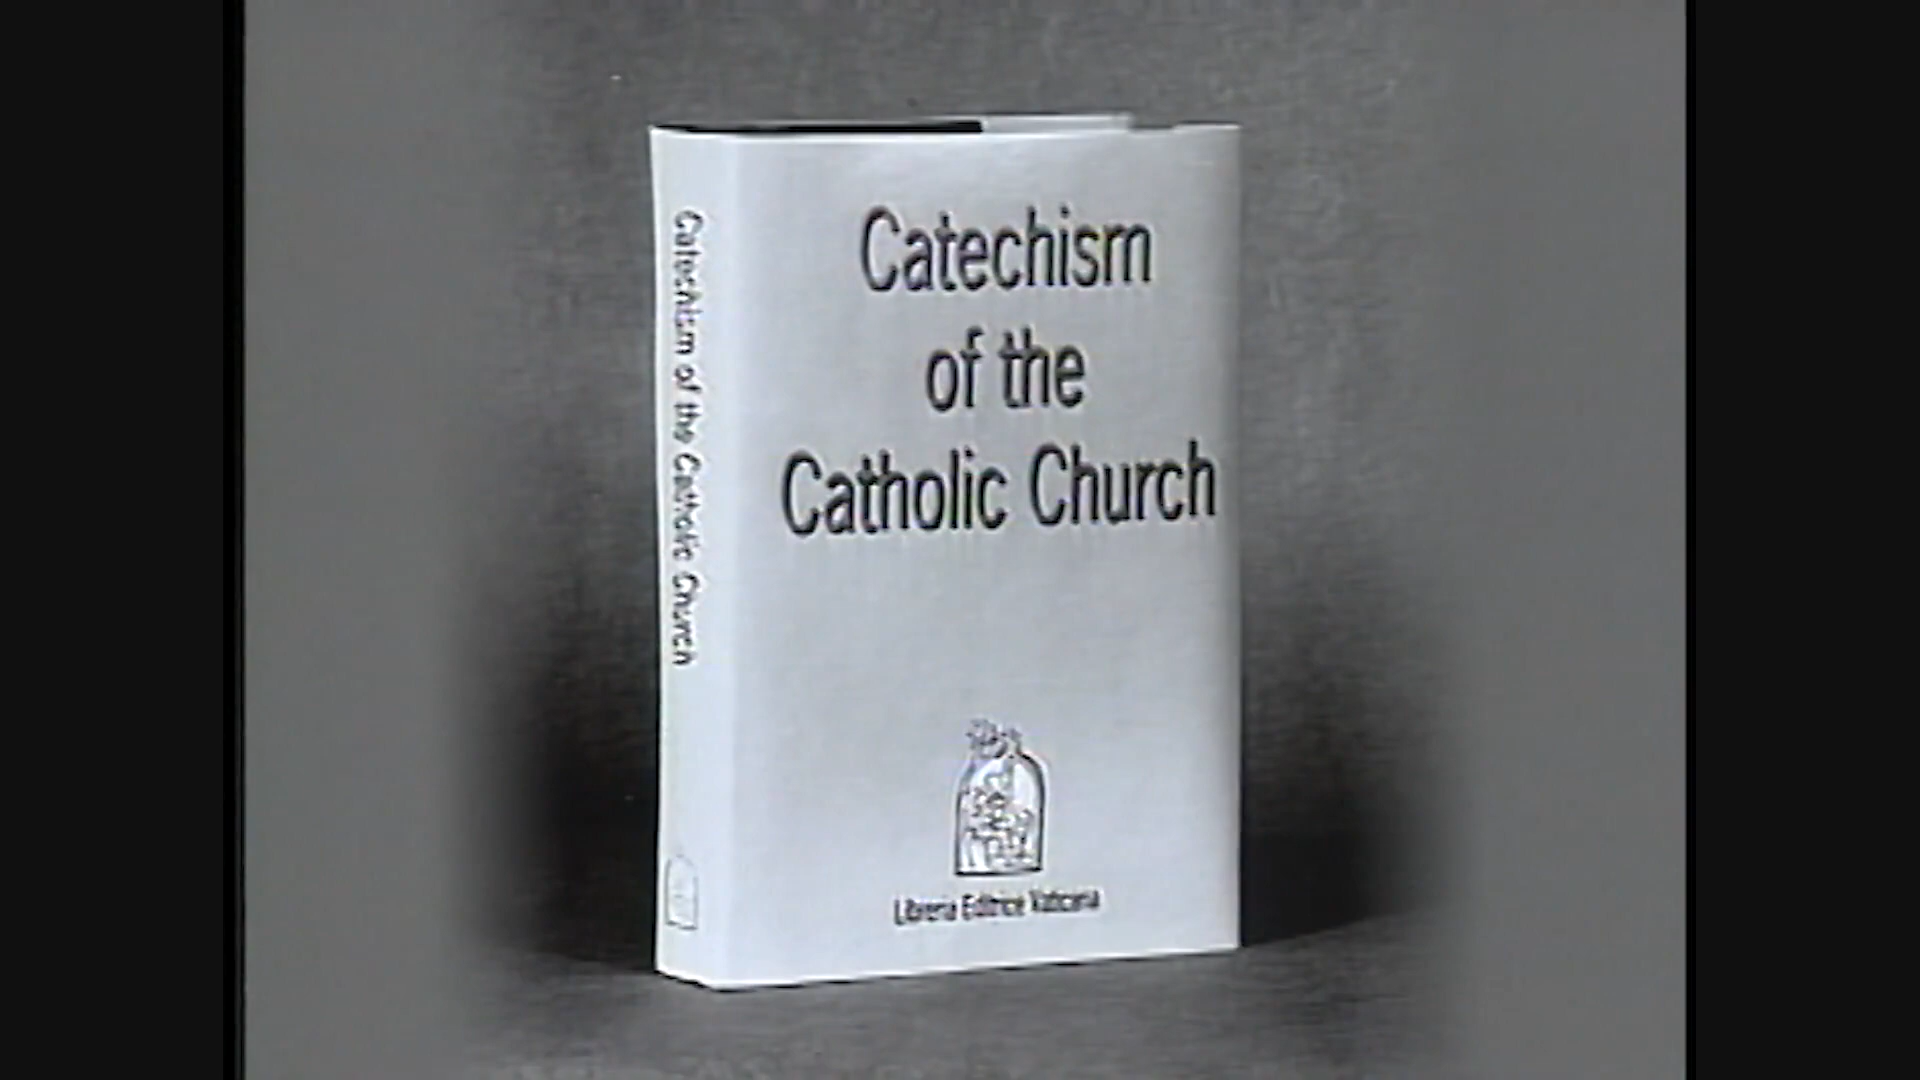 Catechism of the Catholic Church
Catechism
of the
Catholic Church
Libreria Editrice Vaticana